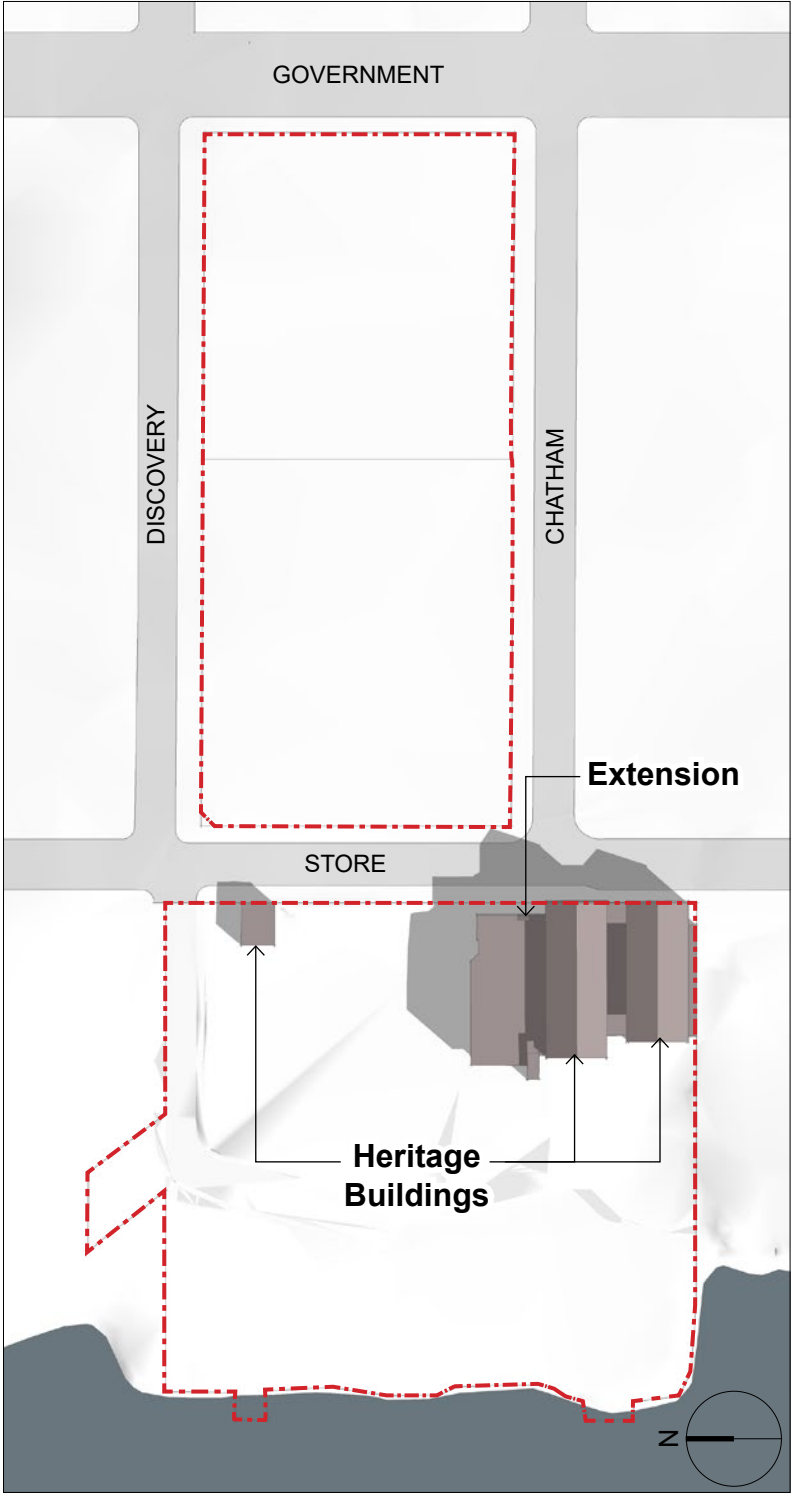 GOVERNMENT
DISCOVERY
CHATHAM
Extension
STORE
Heritage
Buildings
N